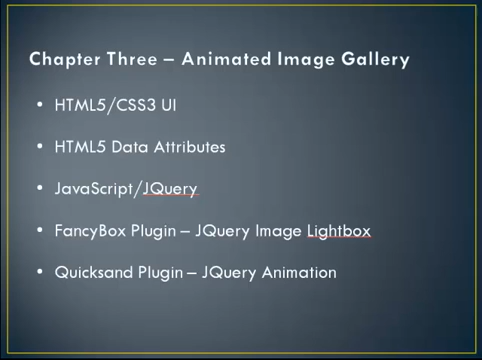 Chapter Three – Animated Image Gallery
• HTML5/CSS3 UI
• HTML5 Data Attributes
• JavaScript/JQuery
• FancyBox Plugin – JQuery Image Lightbox
• Quicksand Plugin – JQuery Animation